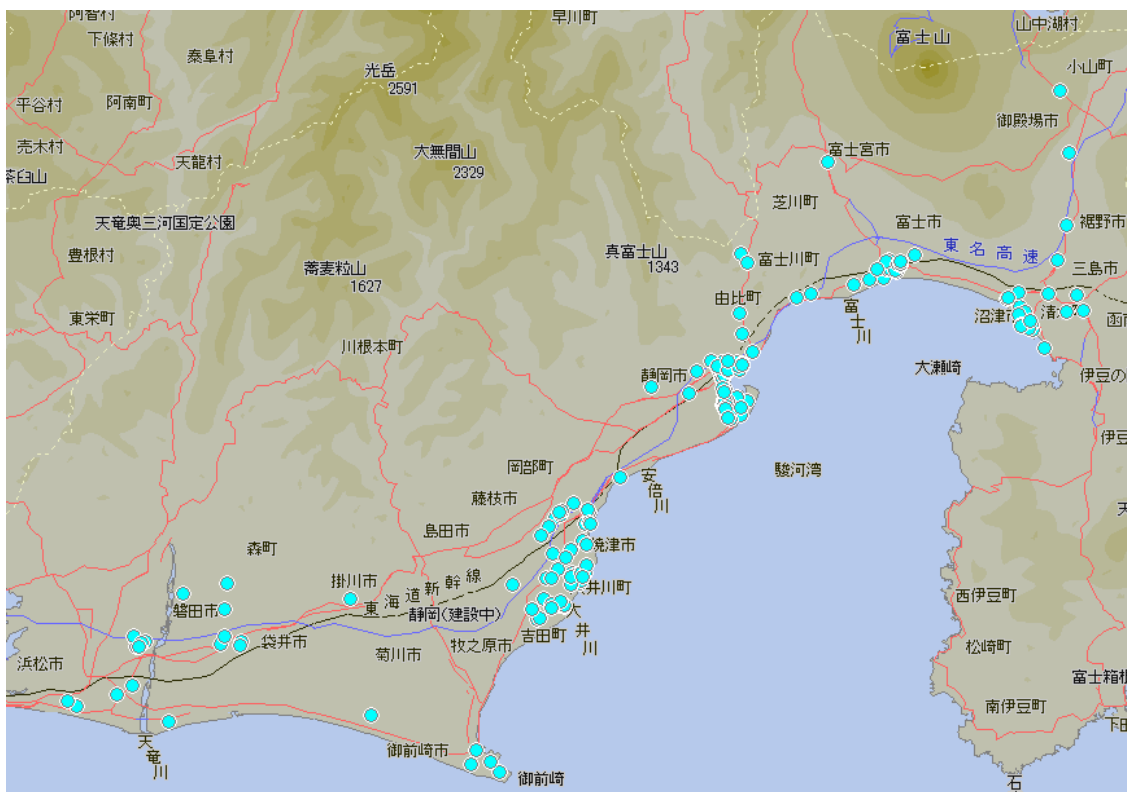 阿智村
下條村
泰阜村
早川町
山中湖村
富士山
光岳
2591
小山町
平谷村
阿南町
御殿場市
売木村
天龍村
大無間山
2329
富士宮市
茶臼山
芝川町
天竜奥三河国定公園
富士市
裾野市
豊根村
真富士山
1343
東名高速
蕎麦粒山
1627
富士川町
三島市
由比町
富士川
沼津市
清
函南
東栄町
川根本町
静岡市
大瀬崎
伊豆の
岡部町
安倍川
駿河湾
伊豆
藤枝市
島田市
焼津市
森町
掛川市
東海道新幹線
井川町
磐田市
静岡(建設中)
大井川
西伊豆町
袋井市
吉田町
牧之原市
菊川市
浜松市
松崎町
富士箱根
南伊豆町
下田
天竜川
御前崎市
御前崎
石